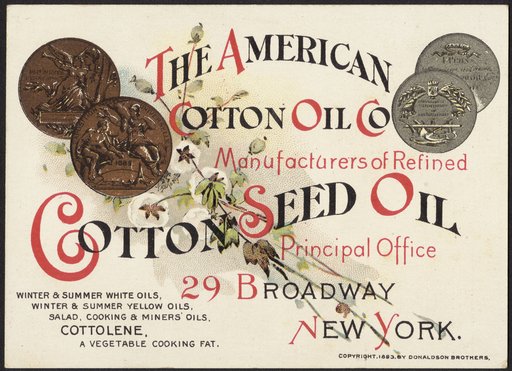 THE AMERICAN
COTTON OIL CO
Manufacturers of Refined
COTTON SEED OIL
Principal Office
29 BROADWAY
NEW YORK.
WINTER & SUMMER WHITE OILS,
WINTER & SUMMER YELLOW OILS,
SALAD, COOKING & MINERS' OILS,
COTTOLENE,
A VEGETABLE COOKING FAT.
COPYRIGHT, 1893, BY DONALDSON BROTHERS.